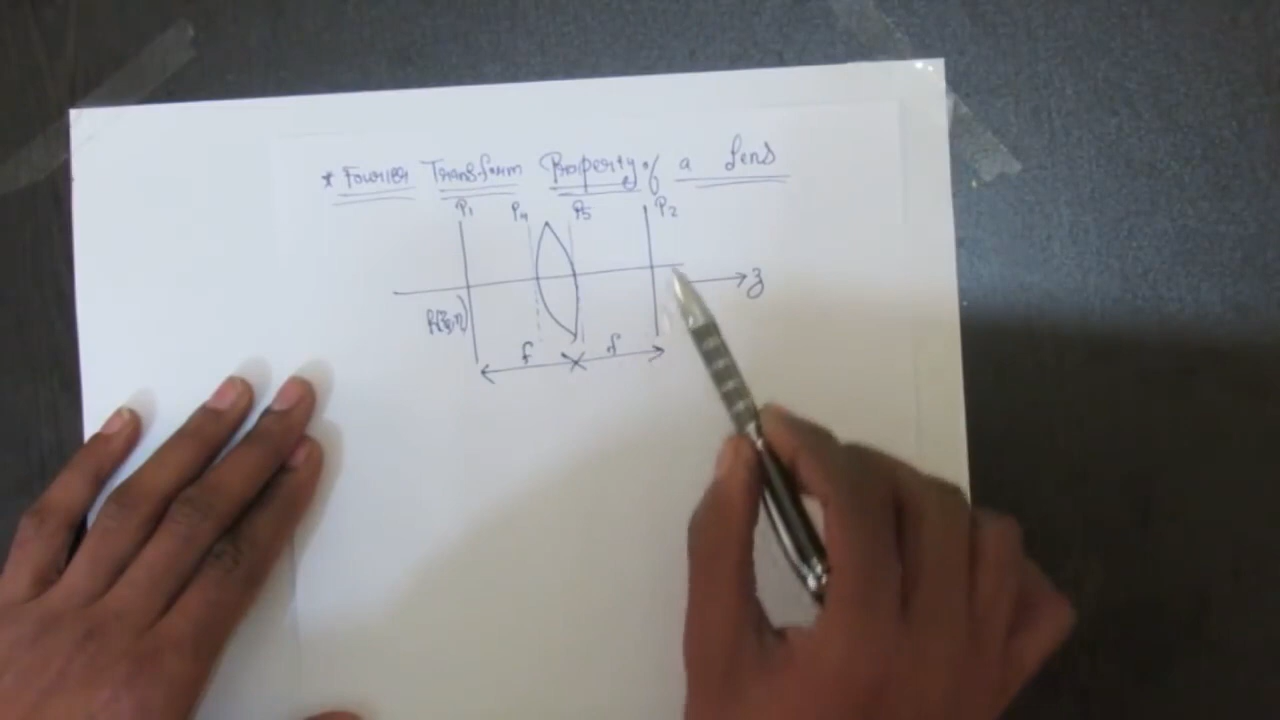 * Fourier Transform Property of a Lens
P₁ P₄ P₅ P₂
z
f f